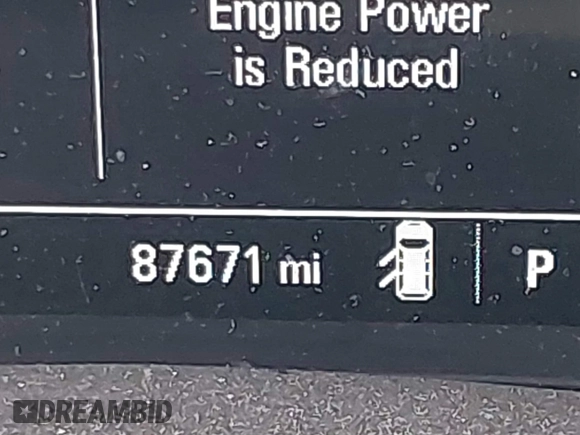 Engine Power
is Reduced
87671 mi
P
DREAMBID